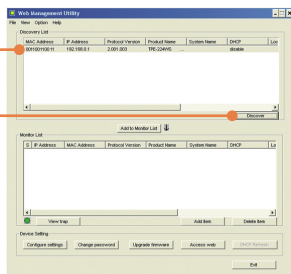 Web Management Utility
File View Option Help
Discovery List
MAC Address IP Address Protocol Version Product Name System Name DHCP Loc
001100110011 192.168.0.1 2.001.003 TPE-224WS ... disable
Discover
Add to Monitor List
Monitor List
S IP Address MAC Address Protocol Version Product Name System Name DHCP Lo
View trap Add item Delete item
Device Setting
Configure settings Change password Upgrade firmware Access web DHCP Refresh
Exit